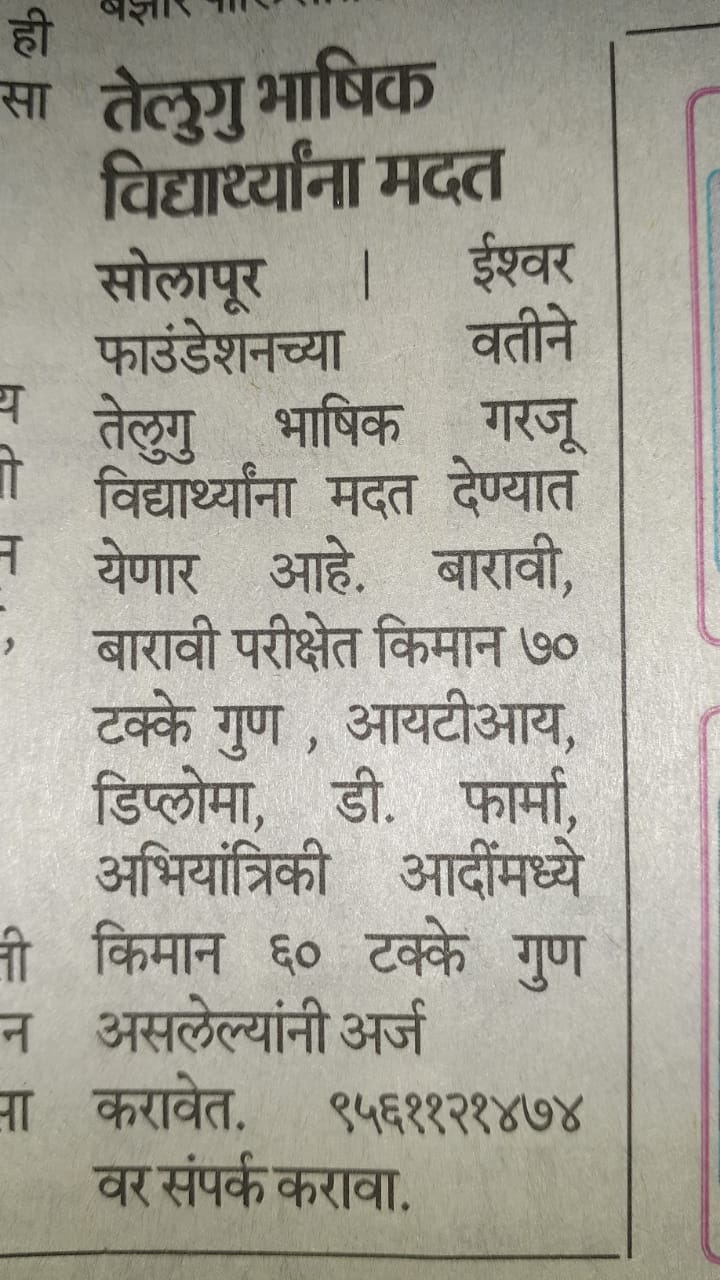 ही
सा
तेलुगु भाषिक
विद्यार्थ्यांना मदत
सोलापूर | ईश्वर
फाउंडेशनच्या वतीने
तेलुगु भाषिक गरजू
विद्यार्थ्यांना मदत देण्यात
येणार आहे. बारावी,
बारावी परीक्षेत किमान ७०
टक्के गुण , आयटीआय,
डिप्लोमा, डी. फार्मा,
अभियांत्रिकी आदींमध्ये
किमान ६० टक्के गुण
असलेल्यांनी अर्ज
करावेत. ९५६११२१४७४
वर संपर्क करावा.